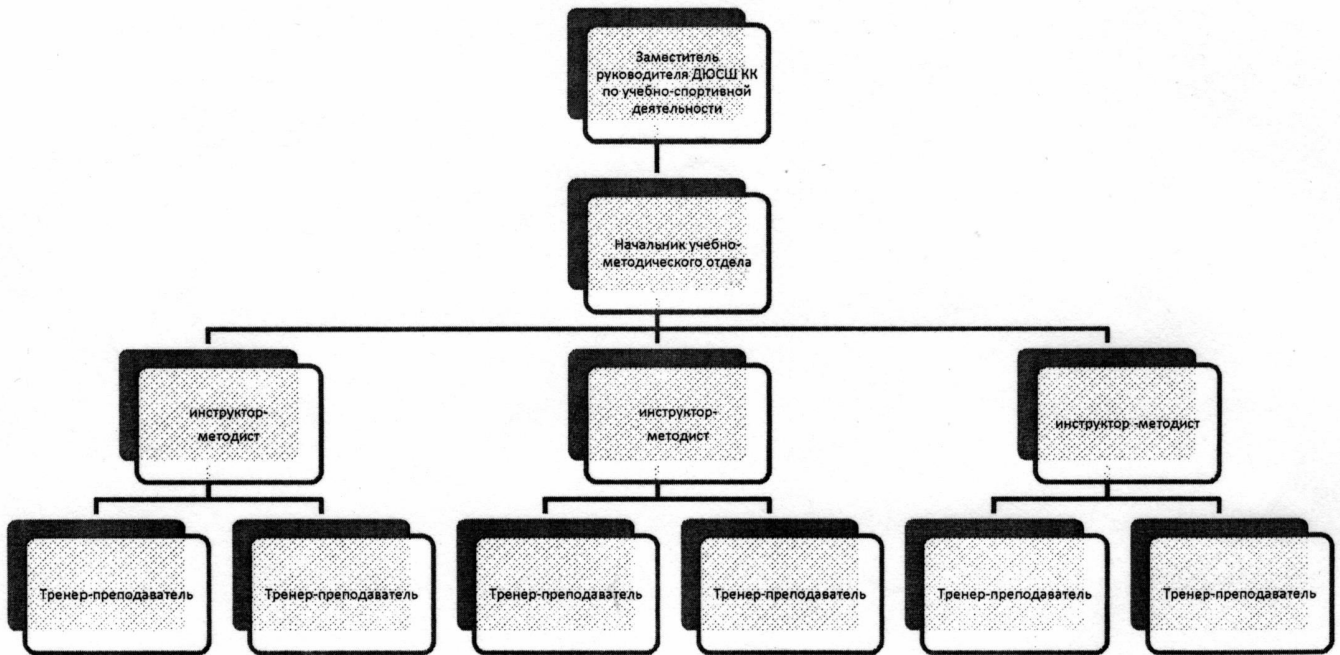 Заместитель
руководителя ДЮСШ КК
по учебно-спортивной
деятельности
Начальник учебно-
методического отдела
инструктор-
методист
инструктор-
методист
инструктор -методист
Тренер-преподаватель
Тренер-преподаватель
Тренер-преподаватель
Тренер-преподаватель
Тренер-преподаватель
Тренер-преподаватель